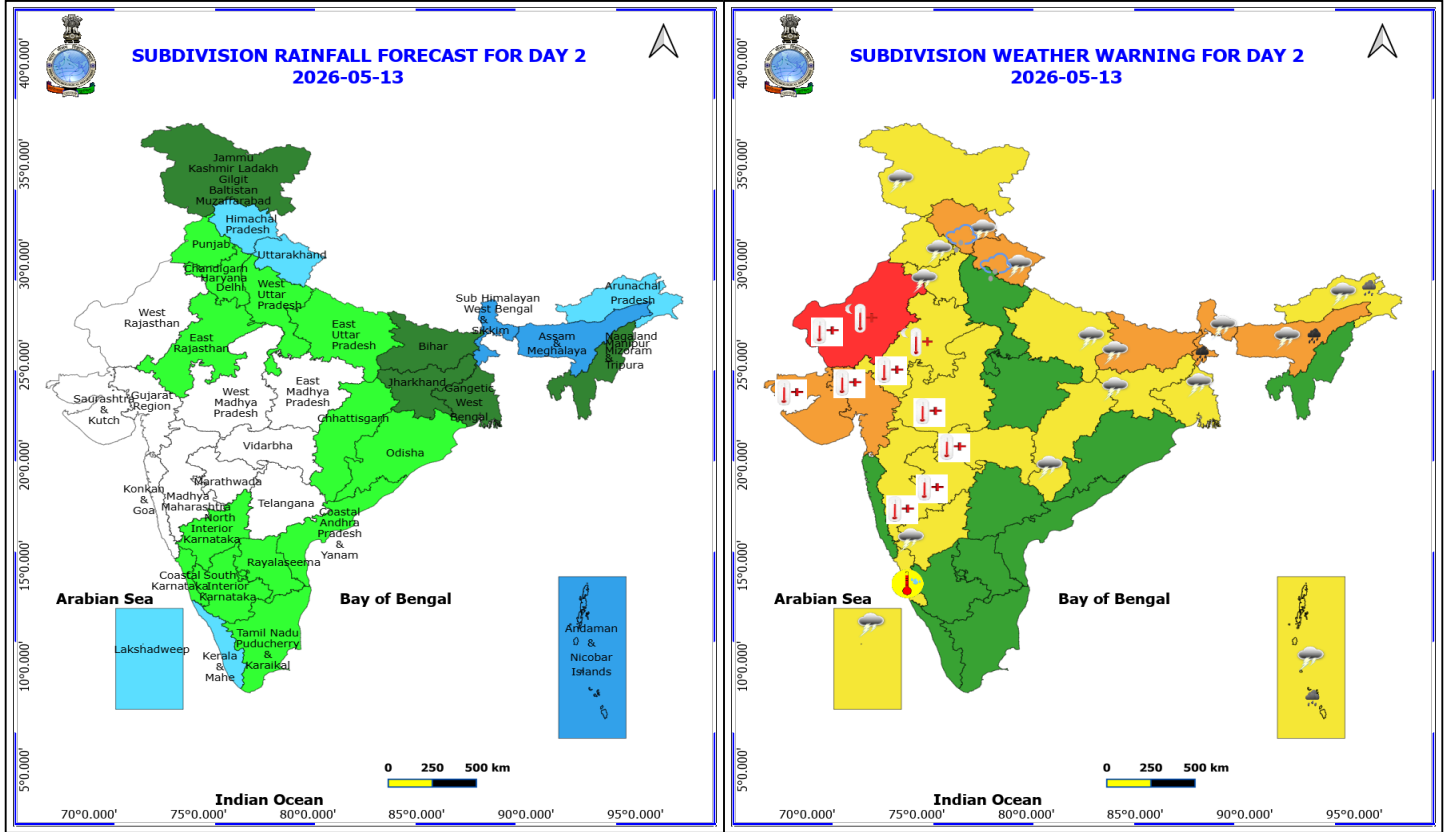 SUBDIVISION RAINFALL FORECAST FOR DAY 2
2026-05-13
40°0.000'
35°0.000'
30°0.000'
25°0.000'
20°0.000'
15°0.000'
10°0.000'
5°0.000'
Jammu
Kashmir Ladakh
Gilgit
Baltistan
Muzaffarabad
Himachal
Pradesh
Punjab
Uttarakhand
Chandigarh
Haryana
Delhi
West
Uttar
Pradesh
Arunachal
Pradesh
Sub Himalayan
West Bengal
&
Sikkim
West
Rajasthan
East
Rajasthan
East
Uttar
Pradesh
Bihar
Assam
&
Meghalaya
Nagaland
Manipur
Mizoram
&
Tripura
Jharkhand
Gangetic
West
Bengal
Saurashtra
&
Kutch
Gujarat
Region
West
Madhya
Pradesh
East
Madhya
Pradesh
Chhattisgarh
Vidarbha
Odisha
Konkan
&
Goa
Madhya
Maharashtra
Marathwada
Telangana
North
Interior
Karnataka
Coastal
Andhra
Pradesh
&
Yanam
Rayalaseema
Coastal
Karnataka
South
Interior
Karnataka
Arabian Sea
Bay of Bengal
Lakshadweep
Kerala
&
Mahe
Tamil Nadu
Puducherry
&
Karaikal
Andaman
&
Nicobar
Islands
0 250 500 km
Indian Ocean
70°0.000' 75°0.000' 80°0.000' 85°0.000' 90°0.000' 95°0.000'
SUBDIVISION WEATHER WARNING FOR DAY 2
2026-05-13
40°0.000'
35°0.000'
30°0.000'
25°0.000'
20°0.000'
15°0.000'
10°0.000'
5°0.000'
Arabian Sea
Bay of Bengal
0 250 500 km
Indian Ocean
70°0.000' 75°0.000' 80°0.000' 85°0.000' 90°0.000' 95°0.000'